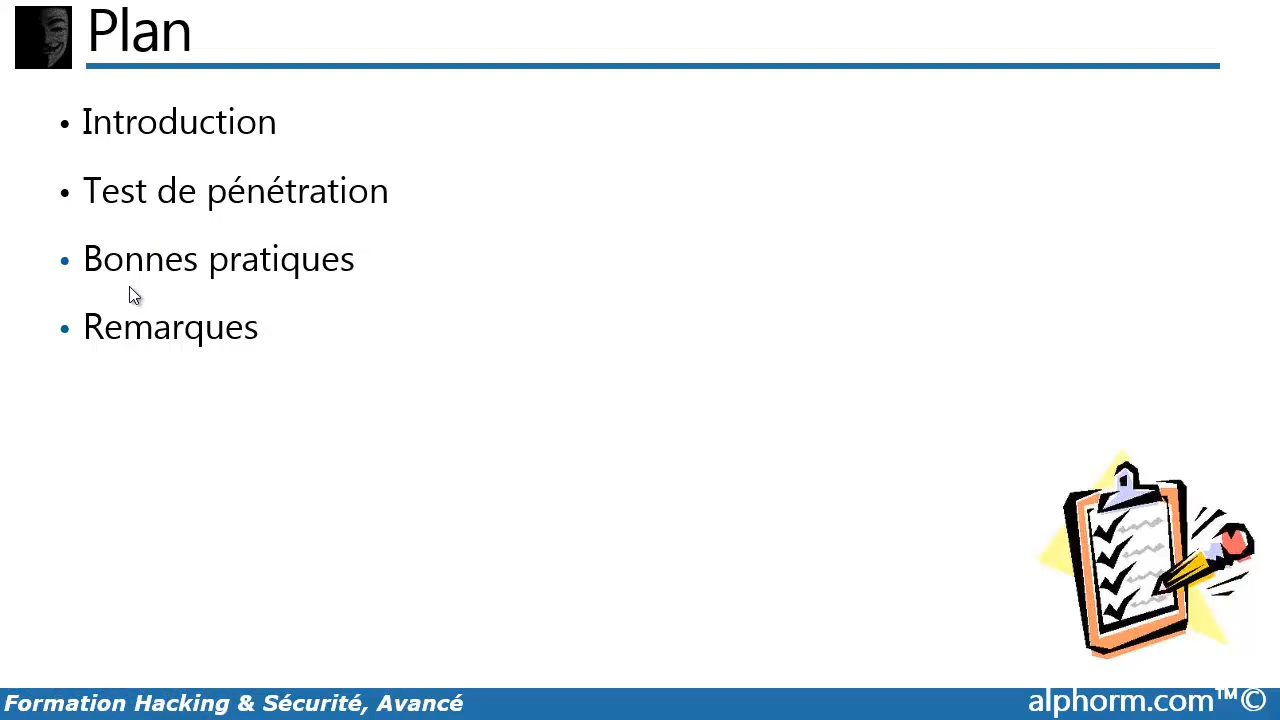 Plan
• Introduction
• Test de pénétration
• Bonnes pratiques
• Remarques
Formation Hacking & Sécurité, Avancé
alphorm.com™©